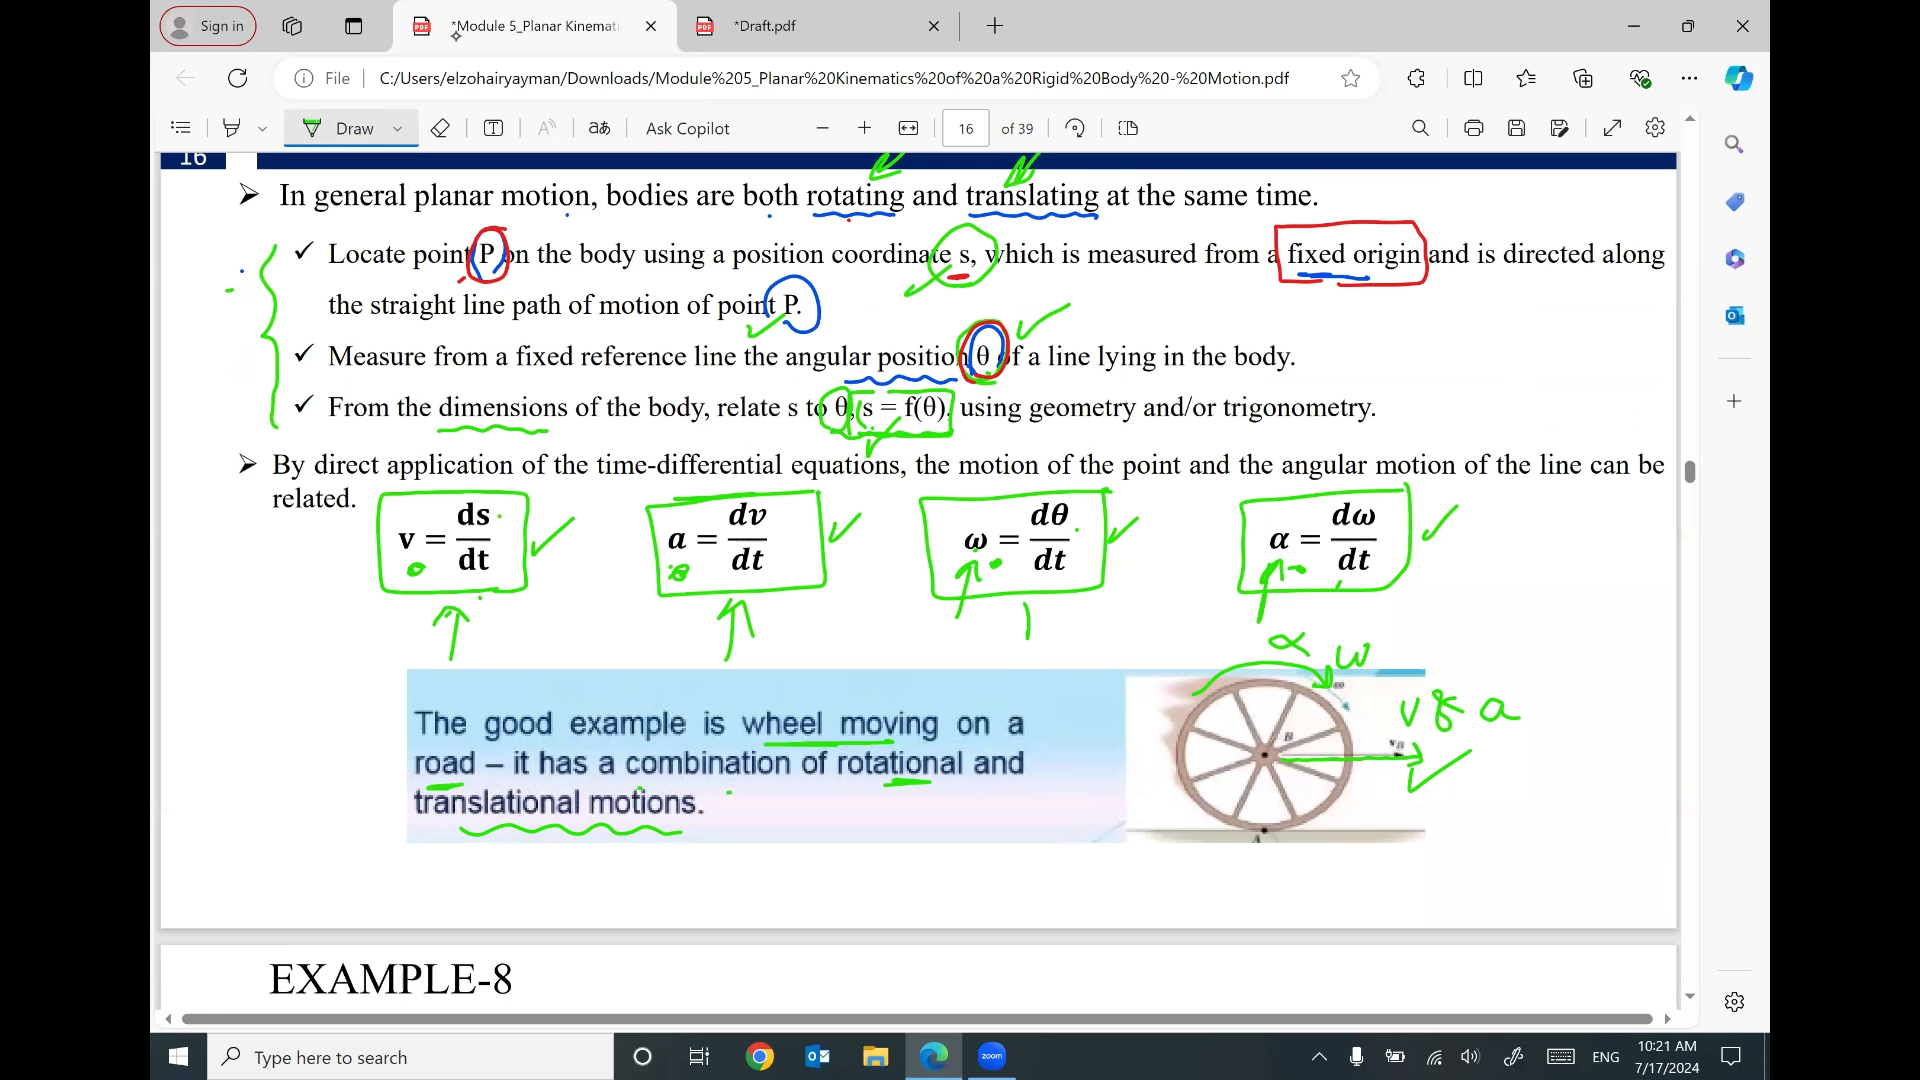 Sign in
*Module 5_Planar Kinemati
*Draft.pdf
File
C:/Users/elzohairyayman/Downloads/Module%205_Planar%20Kinematics%20of%20a%20Rigid%20Body%20-%20Motion.pdf
Draw
Ask Copilot
16 of 39
16
In general planar motion, bodies are both rotating and translating at the same time.
✓ Locate point P on the body using a position coordinate s, which is measured from a fixed origin and is directed along
the straight line path of motion of point P.
✓ Measure from a fixed reference line the angular position θ of a line lying in the body.
✓ From the dimensions of the body, relate s to θ, s = f(θ), using geometry and/or trigonometry.
By direct application of the time-differential equations, the motion of the point and the angular motion of the line can be
related.
v = ds/dt a = dv/dt ω = dθ/dt α = dω/dt
α ω
v & a
The good example is wheel moving on a
road – it has a combination of rotational and
translational motions.
B
A
EXAMPLE-8
Type here to search
zoom
ENG
10:21 AM
7/17/2024